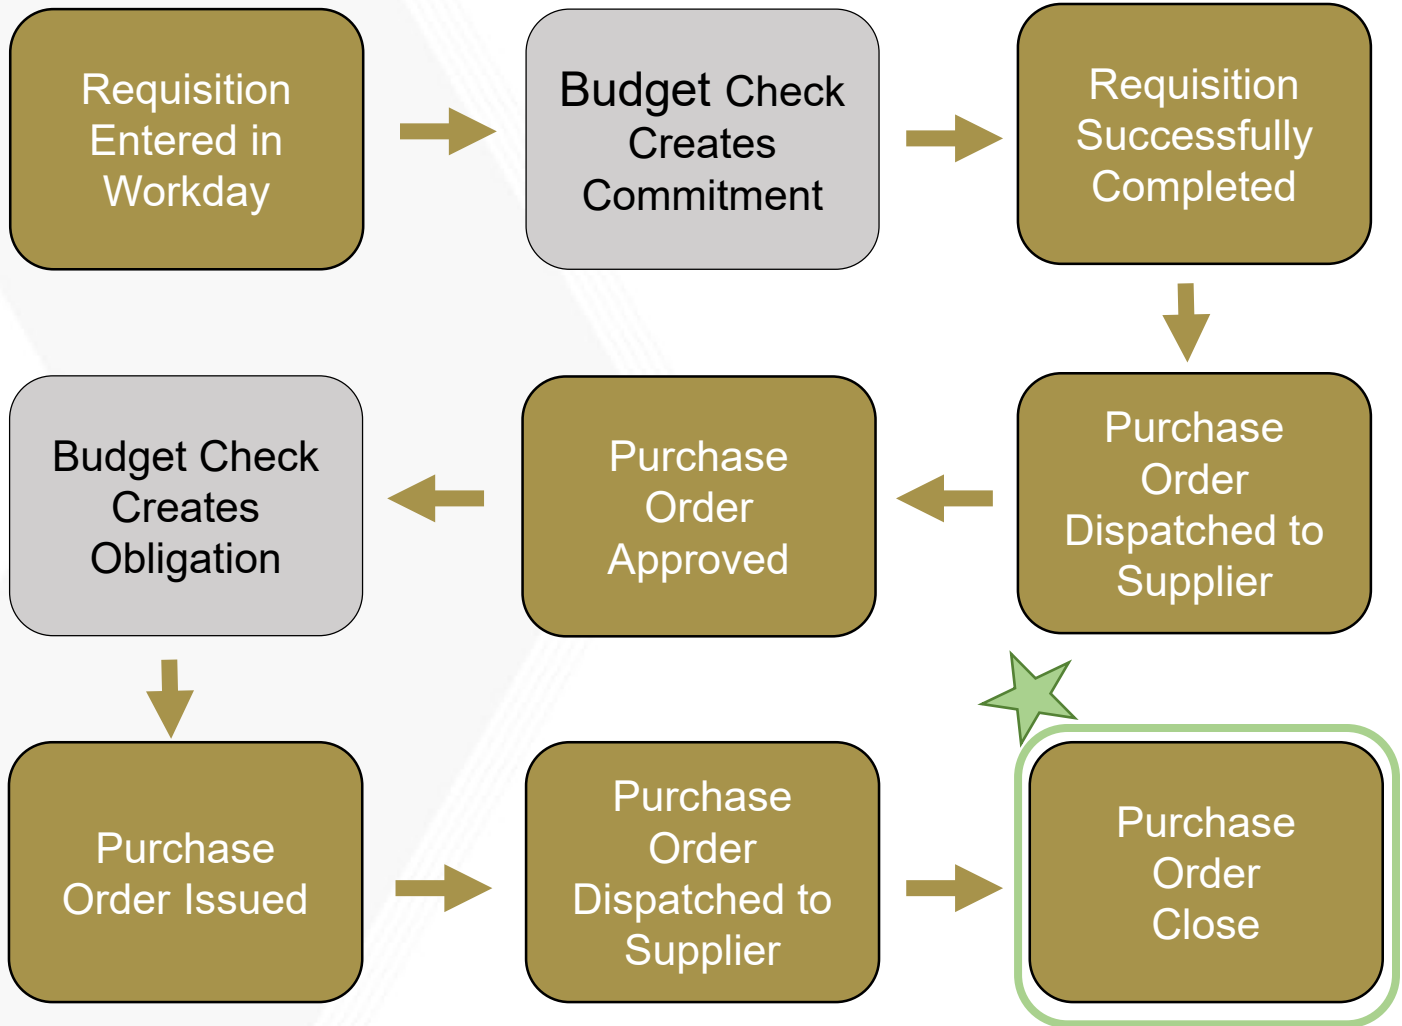 Requisition
Entered in
Workday
Budget Check
Creates
Commitment
Requisition
Successfully
Completed
Purchase
Order
Dispatched to
Supplier
Purchase
Order
Approved
Budget Check
Creates
Obligation
Purchase
Order Issued
Purchase
Order
Dispatched to
Supplier
Purchase
Order
Close